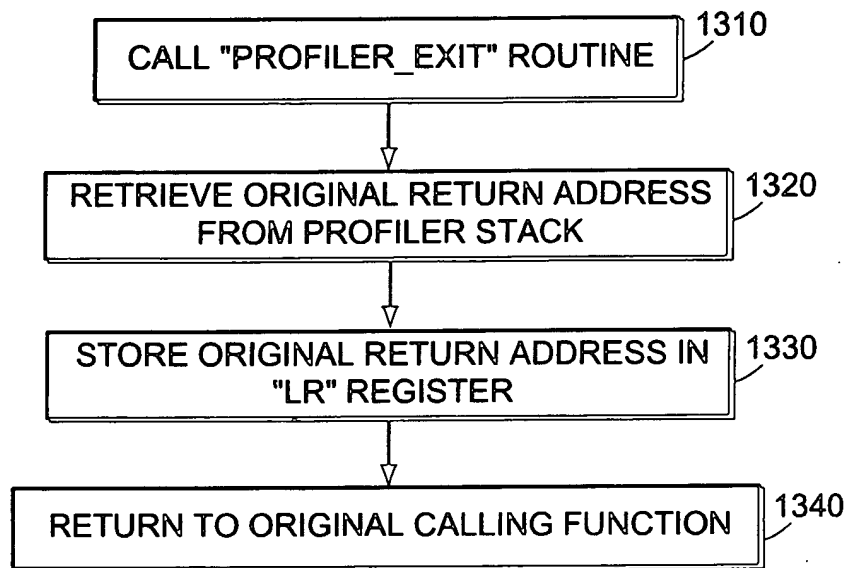 1310
CALL "PROFILER_EXIT" ROUTINE
1320
RETRIEVE ORIGINAL RETURN ADDRESS
FROM PROFILER STACK
1330
STORE ORIGINAL RETURN ADDRESS IN
"LR" REGISTER
1340
RETURN TO ORIGINAL CALLING FUNCTION